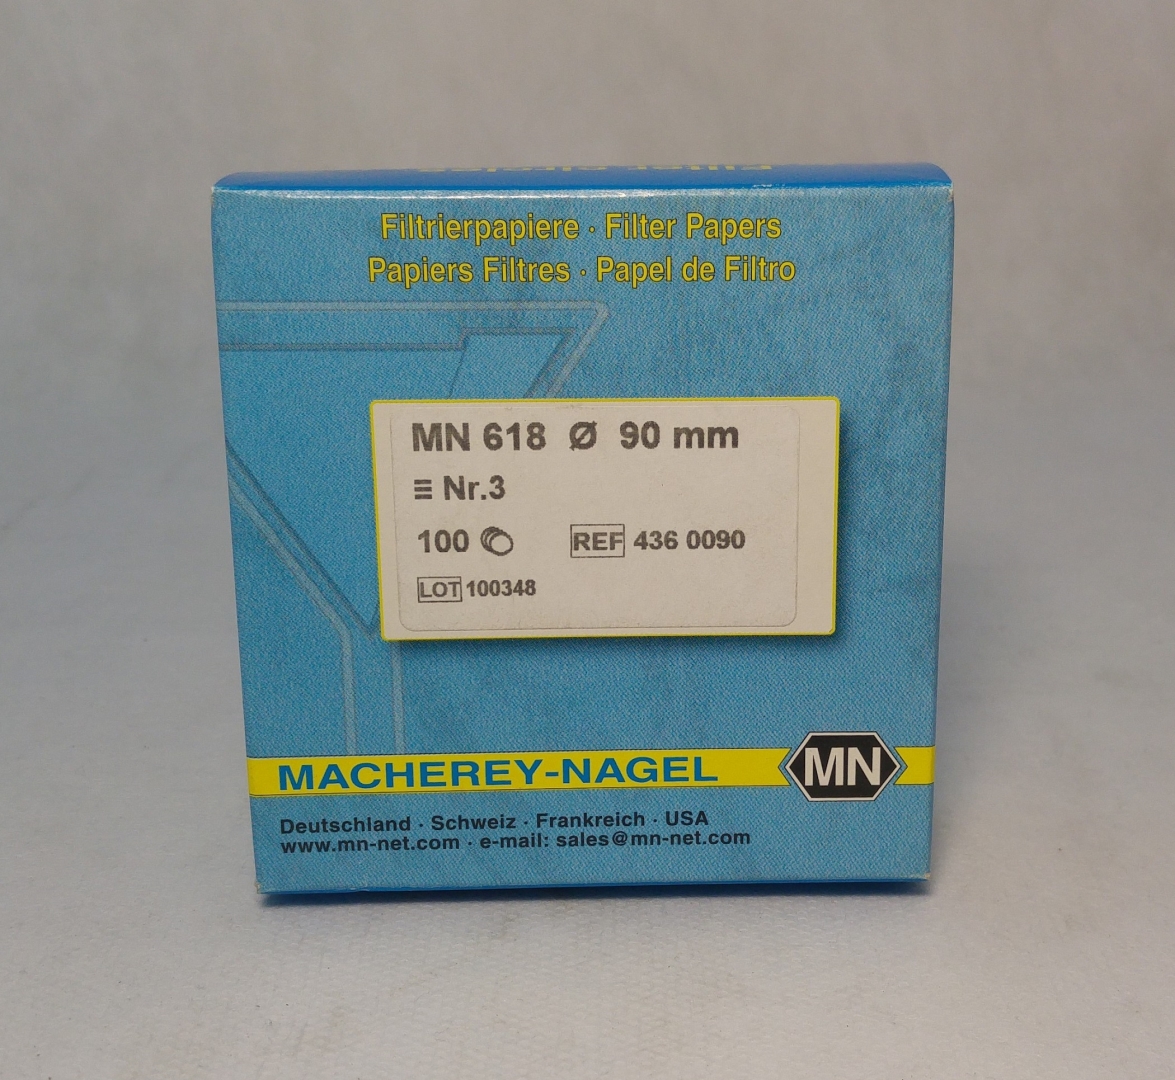 Filtrierpapiere · Filter Papers
Papiers Filtres · Papel de Filtro
MN 618 Ø 90 mm
≡ Nr.3
100 REF 436 0090
LOT 100348
MACHEREY-NAGEL MN
Deutschland · Schweiz · Frankreich · USA
www.mn-net.com · e-mail: sales@mn-net.com